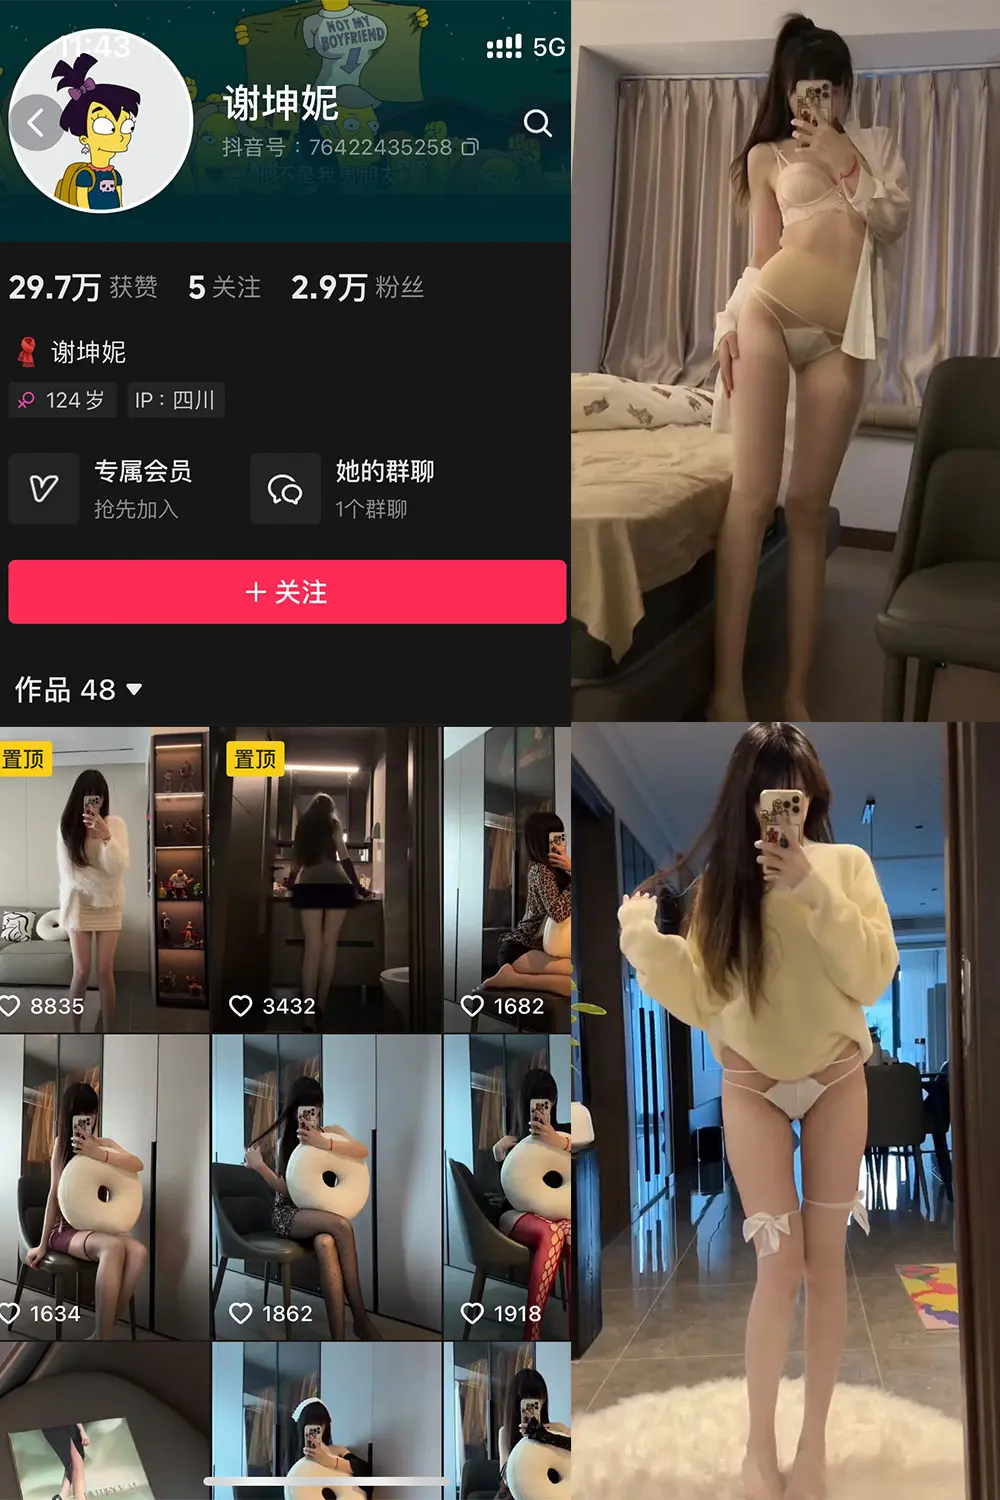 11:43
5G
NOT MY
BOYFRIEND
谢坤妮
抖音号：76422435258
他不是我男朋友
29.7万 获赞 5 关注 2.9万 粉丝
谢坤妮
124岁 IP：四川
专属会员
抢先加入
她的群聊
1个群聊
+ 关注
作品 48
置顶
置顶
8835
3432
1682
1634
1862
1918